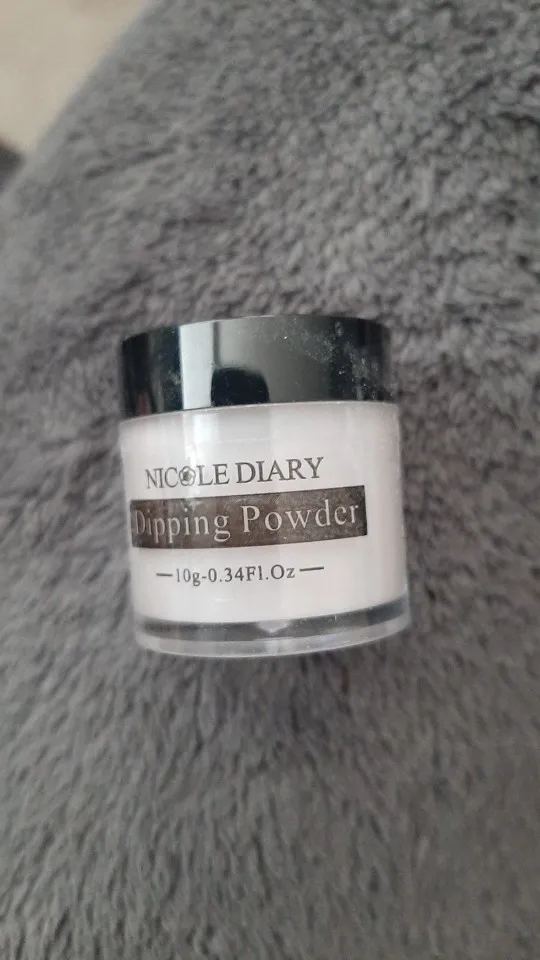 NICOLE DIARY
Dipping Powder
—10g-0.34Fl.Oz—